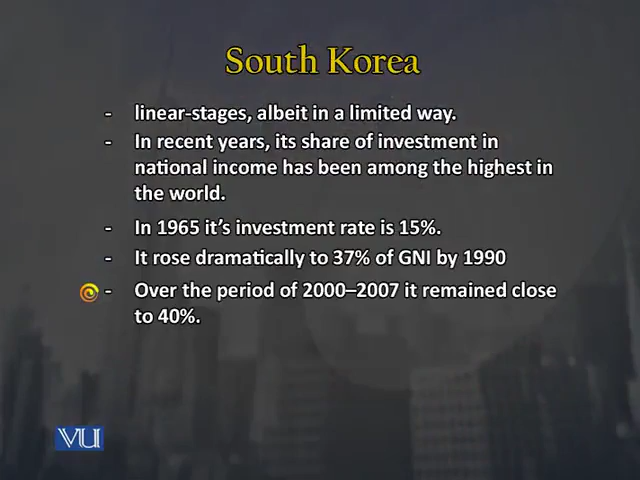 South Korea
- linear-stages, albeit in a limited way.
- In recent years, its share of investment in
national income has been among the highest in
the world.
- In 1965 it’s investment rate is 15%.
- It rose dramatically to 37% of GNI by 1990
- Over the period of 2000–2007 it remained close
to 40%.
VU